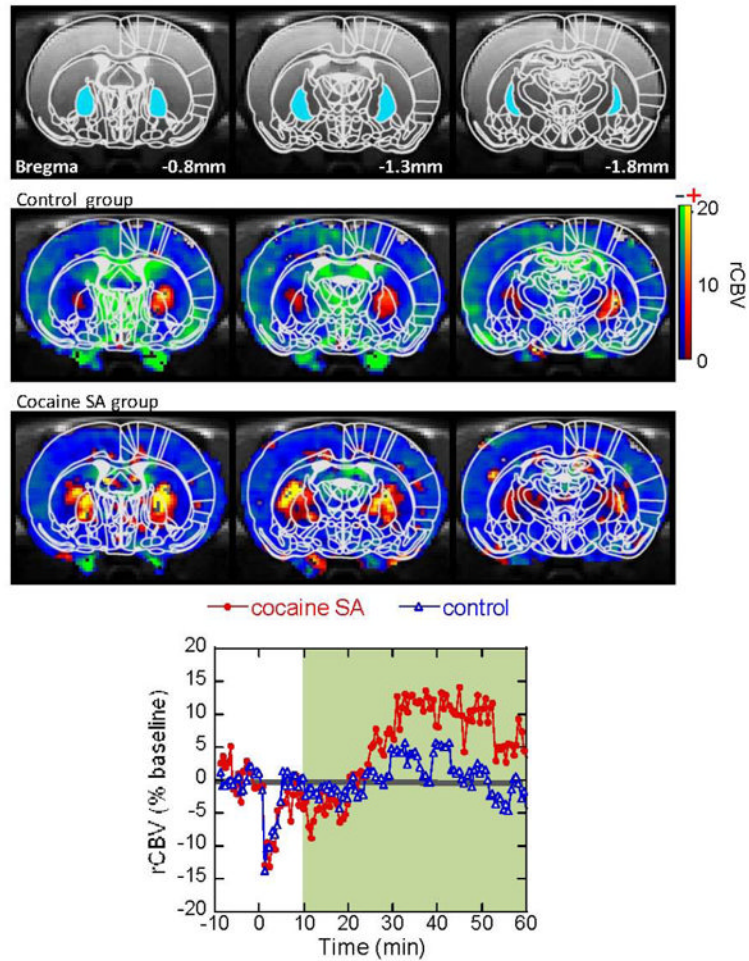 Bregma -0.8mm -1.3mm -1.8mm
Control group
- +
20
10
0
rCBV
Cocaine SA group
cocaine SA control
20
15
10
5
0
-5
-10
-15
-20
rCBV (% baseline)
-10 0 10 20 30 40 50 60
Time (min)